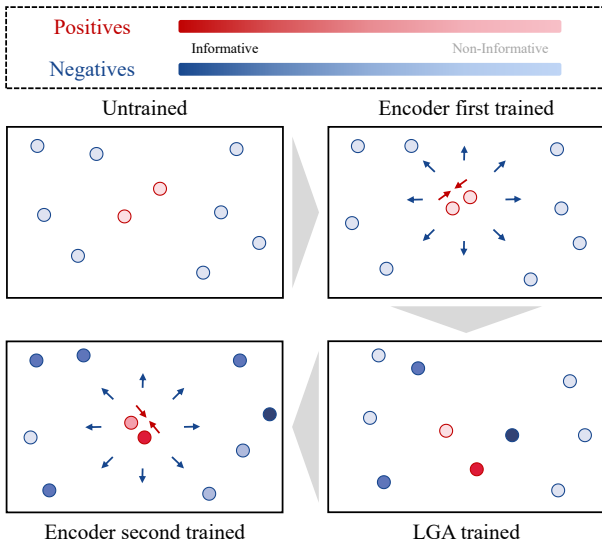 Positives
Informative
Non-Informative
Negatives
Untrained
Encoder first trained
Encoder second trained
LGA trained